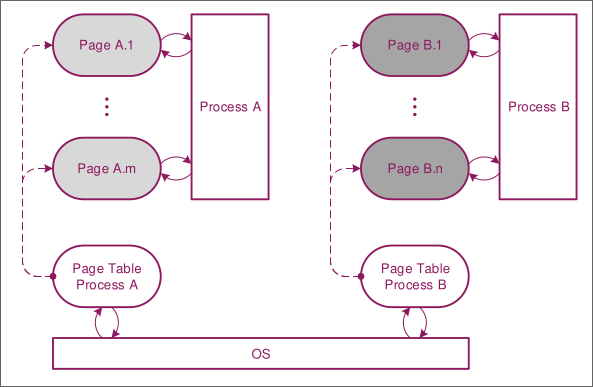 Page A.1
Process A
Page A.m
Page Table
Process A
Page B.1
Process B
Page B.n
Page Table
Process B
OS